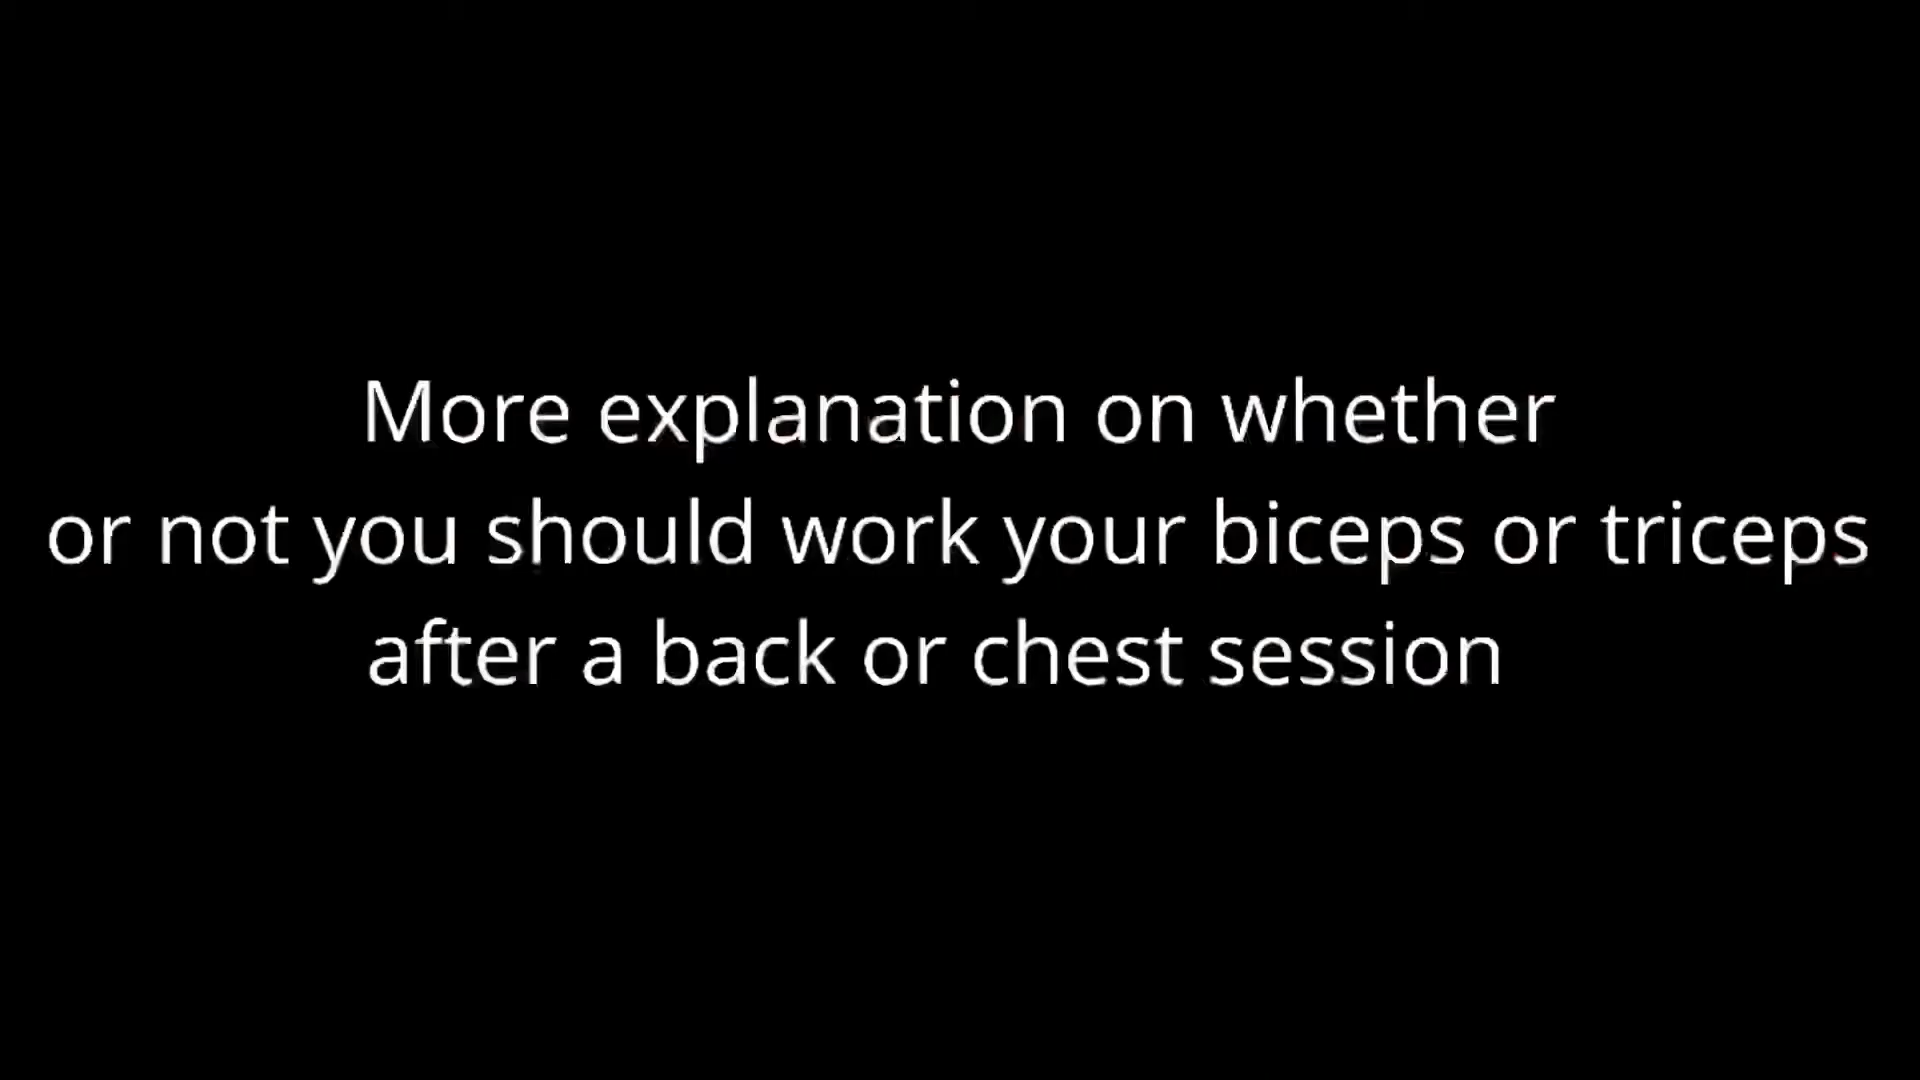 More explanation on whether
or not you should work your biceps or triceps
after a back or chest session